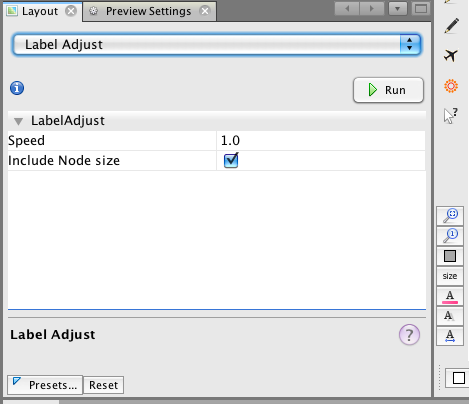 Layout
Preview Settings
Label Adjust
Run
LabelAdjust
Speed 1.0
Include Node size
size
A
A
A
Label Adjust
?
Presets...
Reset